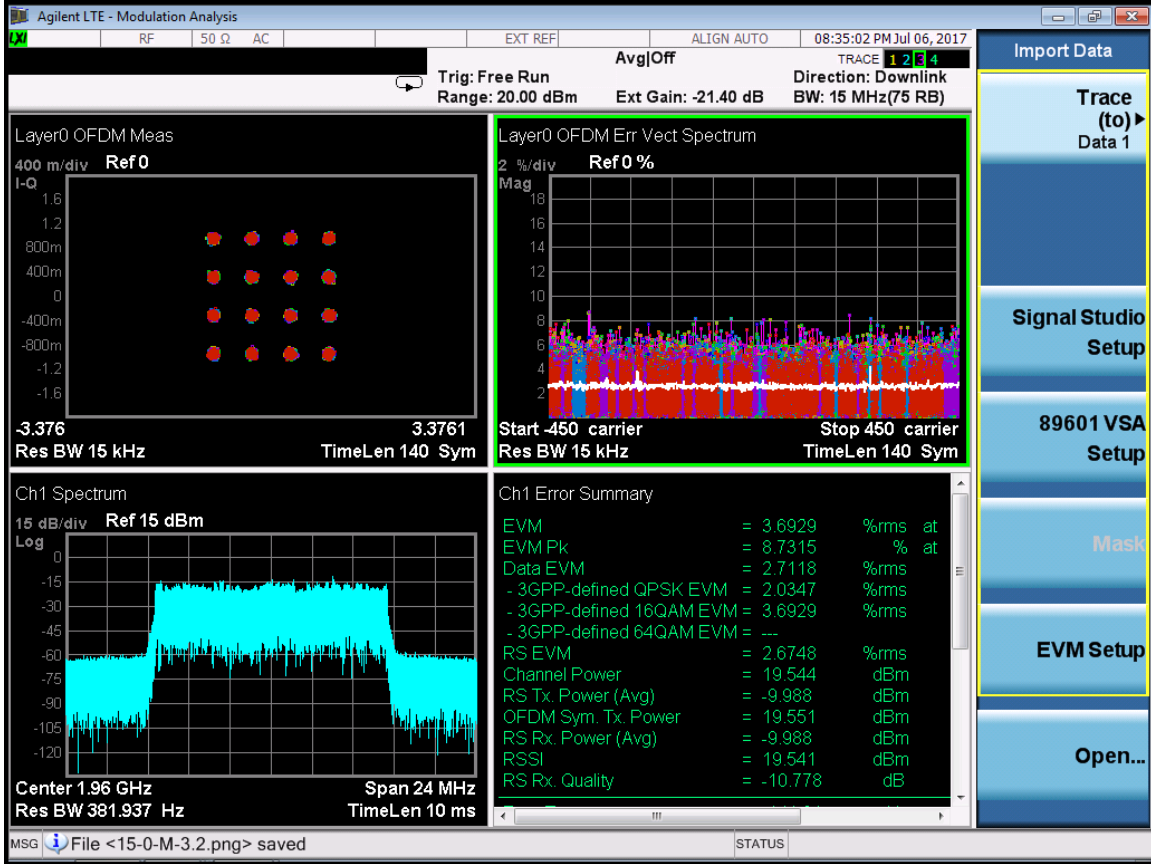 Agilent LTE - Modulation Analysis
LXI RF 50 Ω AC EXT REF ALIGN AUTO 08:35:02 PM Jul 06, 2017
Avg|Off TRACE 1 2 3 4
Trig: Free Run Direction: Downlink
Range: 20.00 dBm Ext Gain: -21.40 dB BW: 15 MHz(75 RB)
Layer0 OFDM Meas
400 m/div Ref 0
I-Q
1.6
1.2
800m
400m
0
-400m
-800m
-1.2
-1.6
-3.376 3.3761
Res BW 15 kHz TimeLen 140 Sym
Layer0 OFDM Err Vect Spectrum
2 %/div Ref 0 %
Mag
18
16
14
12
10
8
6
4
2
Start -450 carrier Stop 450 carrier
Res BW 15 kHz TimeLen 140 Sym
Ch1 Spectrum
15 dB/div Ref 15 dBm
Log
0
-15
-30
-45
-60
-75
-90
-105
-120
Center 1.96 GHz Span 24 MHz
Res BW 381.937 Hz TimeLen 10 ms
Ch1 Error Summary
EVM = 3.6929 %rms at
EVM Pk = 8.7315 % at
Data EVM = 2.7118 %rms
- 3GPP-defined QPSK EVM = 2.0347 %rms
- 3GPP-defined 16QAM EVM = 3.6929 %rms
- 3GPP-defined 64QAM EVM = ---
RS EVM = 2.6748 %rms
Channel Power = 19.544 dBm
RS Tx. Power (Avg) = -9.988 dBm
OFDM Sym. Tx. Power = 19.551 dBm
RS Rx. Power (Avg) = -9.988 dBm
RSSI = 19.541 dBm
RS Rx. Quality = -10.778 dB
Import Data
Trace
(to)
Data 1
Signal Studio
Setup
89601 VSA
Setup
Mask
EVM Setup
Open...
MSG File <15-0-M-3.2.png> saved STATUS